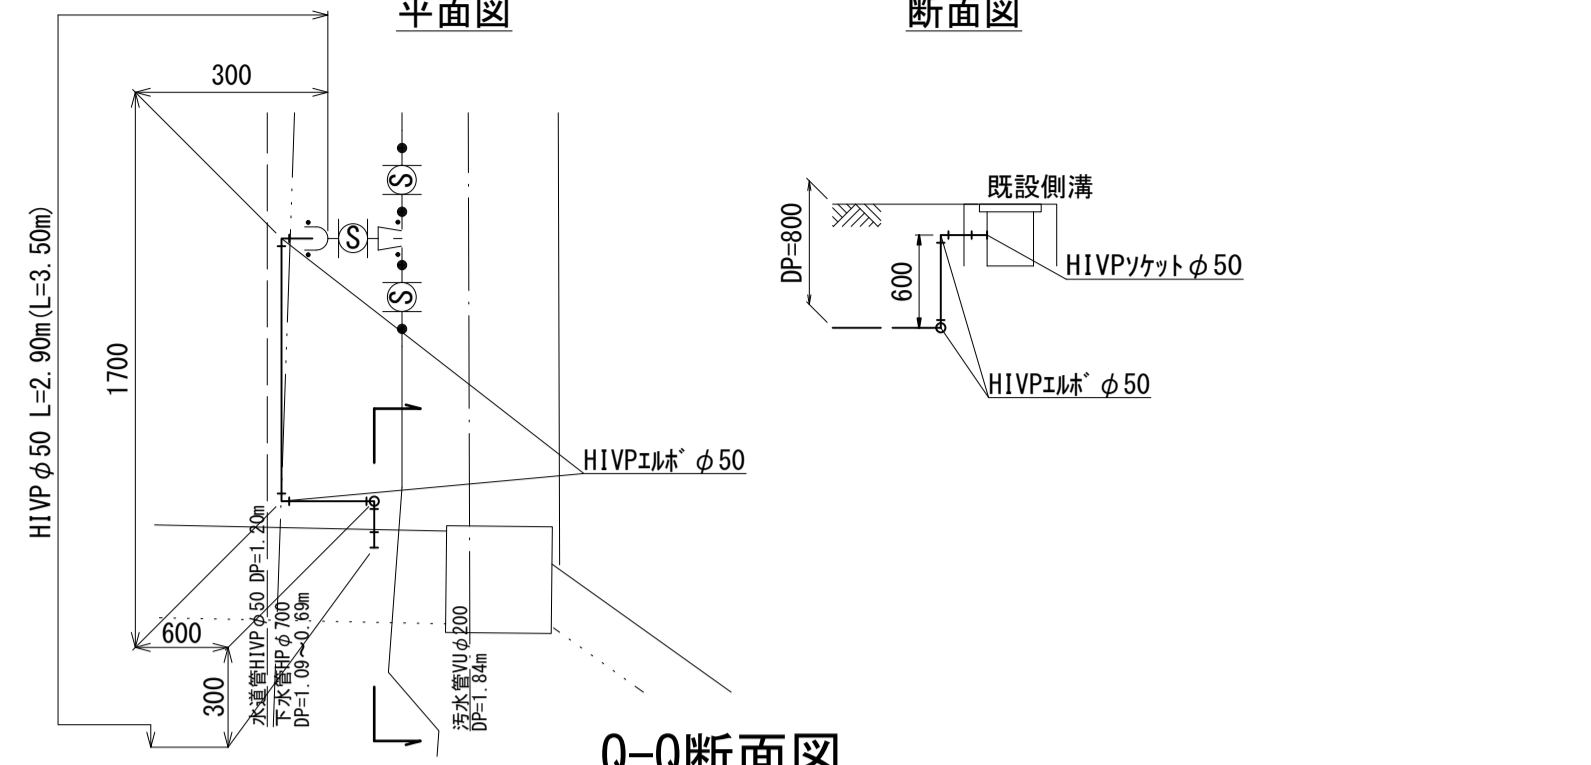 平面図
断面図
300
HIVPφ50 L=2.90m(L=3.50m)
1700
S
S
S
HIVPエルボφ50
600
300
水道管HIVPφ50 DP=1.20m
下水管HPφ700
DP=1.09~0.69m
汚水管VUφ200
DP=1.84m
既設側溝
DP=800
600
HIVPソケットφ50
HIVPエルボφ50
Q-Q断面図